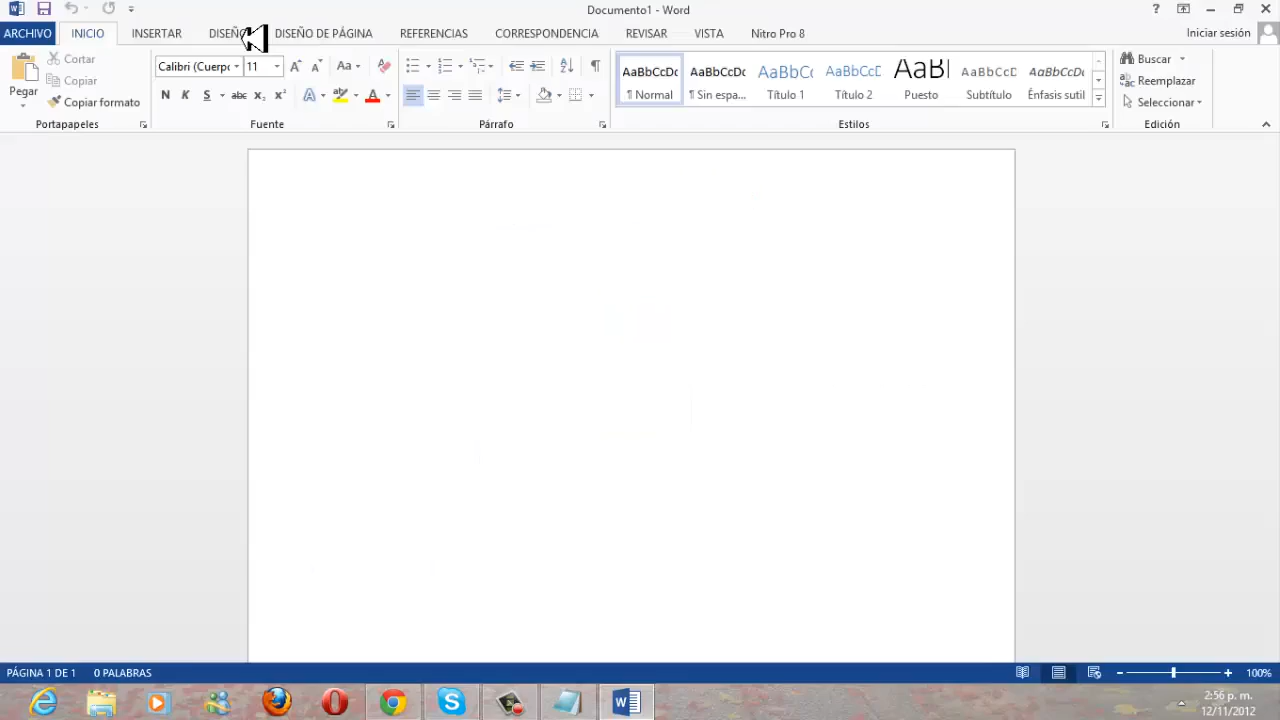 Documento1 - Word
ARCHIVO INICIO INSERTAR DISEÑO DISEÑO DE PÁGINA REFERENCIAS CORRESPONDENCIA REVISAR VISTA Nitro Pro 8 Iniciar sesión
Pegar
Cortar
Copiar
Copiar formato
Portapapeles
Calibri (Cuerpo 11 Aa
N K S abc x₂ x² A aby A
Fuente
Párrafo
AaBbCcDc AaBbCcDc AaBbCc AaBbCcD AaB AaBbCcD AaBbCcDc
¶ Normal ¶ Sin espa... Título 1 Título 2 Puesto Subtítulo Énfasis sutil
Estilos
Buscar
Reemplazar
Seleccionar
Edición
PÁGINA 1 DE 1 0 PALABRAS 100%
2:56 p. m.
12/11/2012